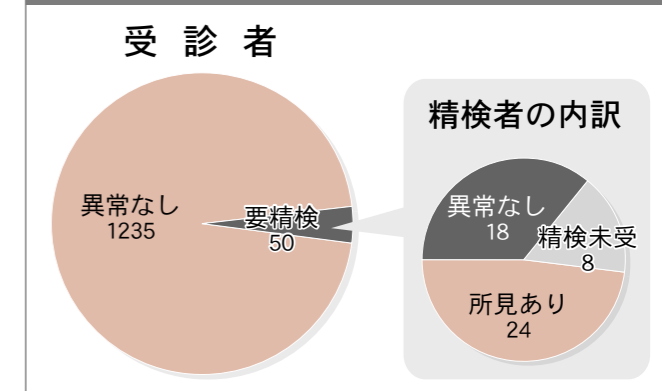 受診者
異常なし
1235
要精検
50
精検者の内訳
異常なし
18
精検未受
8
所見あり
24